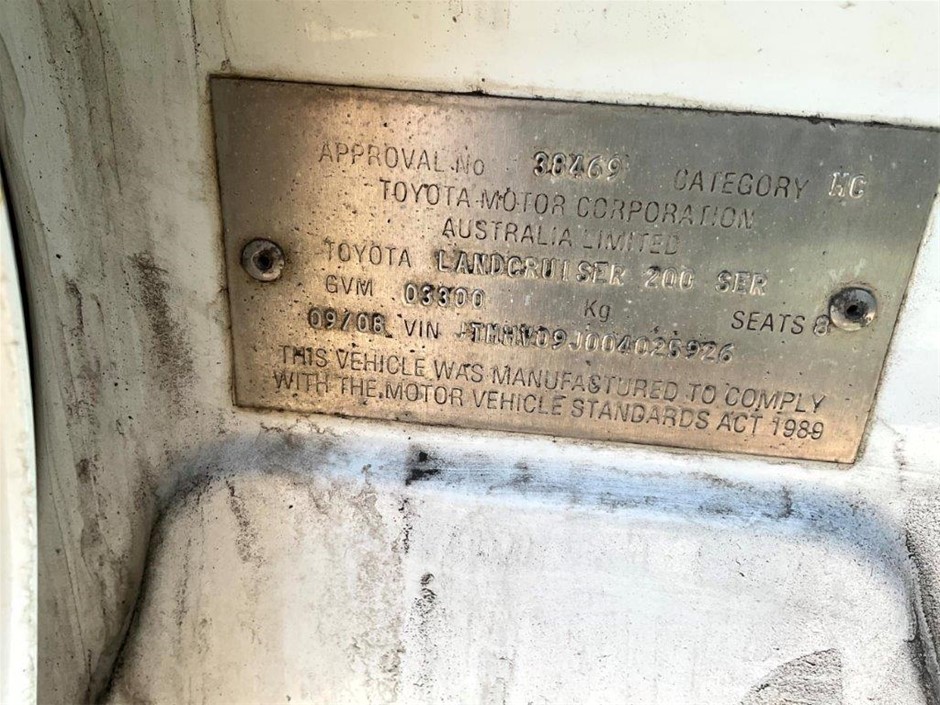 APPROVAL No 38469 CATEGORY MC
TOYOTA MOTOR CORPORATION
AUSTRALIA LIMITED
TOYOTA LANDCRUISER 200 SER
GVM 03300 Kg SEATS 8
09/08 VIN JTMHV09J004025926
THIS VEHICLE WAS MANUFACTURED TO COMPLY
WITH THE MOTOR VEHICLE STANDARDS ACT 1989